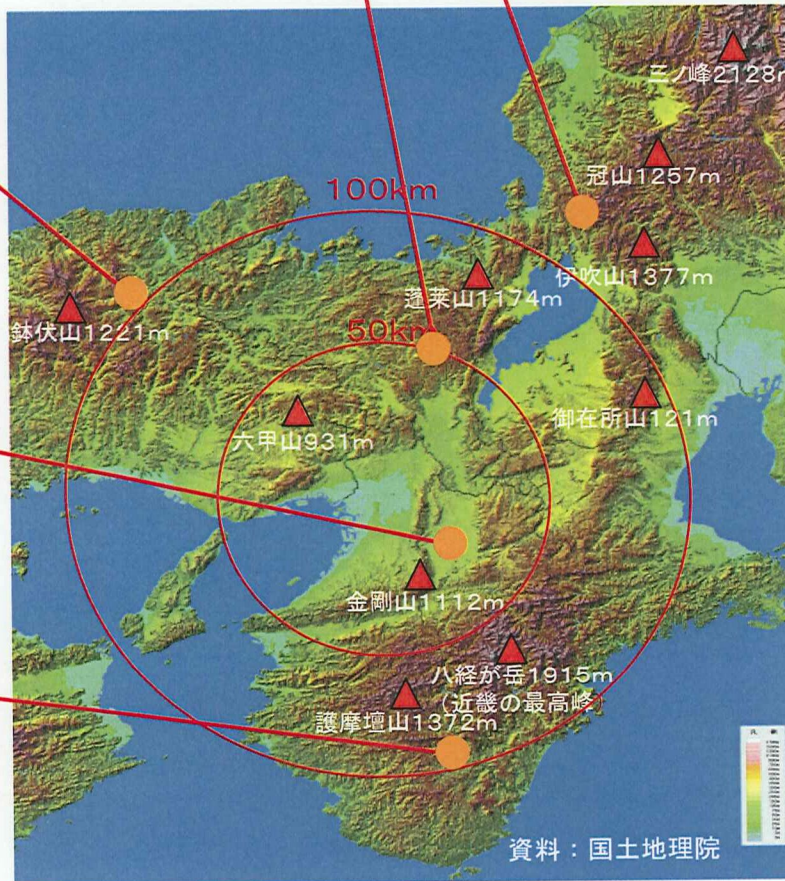 三ノ峰2128m
冠山1257m
100km
伊吹山1377m
蓬莱山1174m
鉢伏山1221m
50km
御在所山121m
六甲山931m
金剛山1112m
八経が岳1915m
(近畿の最高峰)
護摩壇山1372m
資料：国土地理院